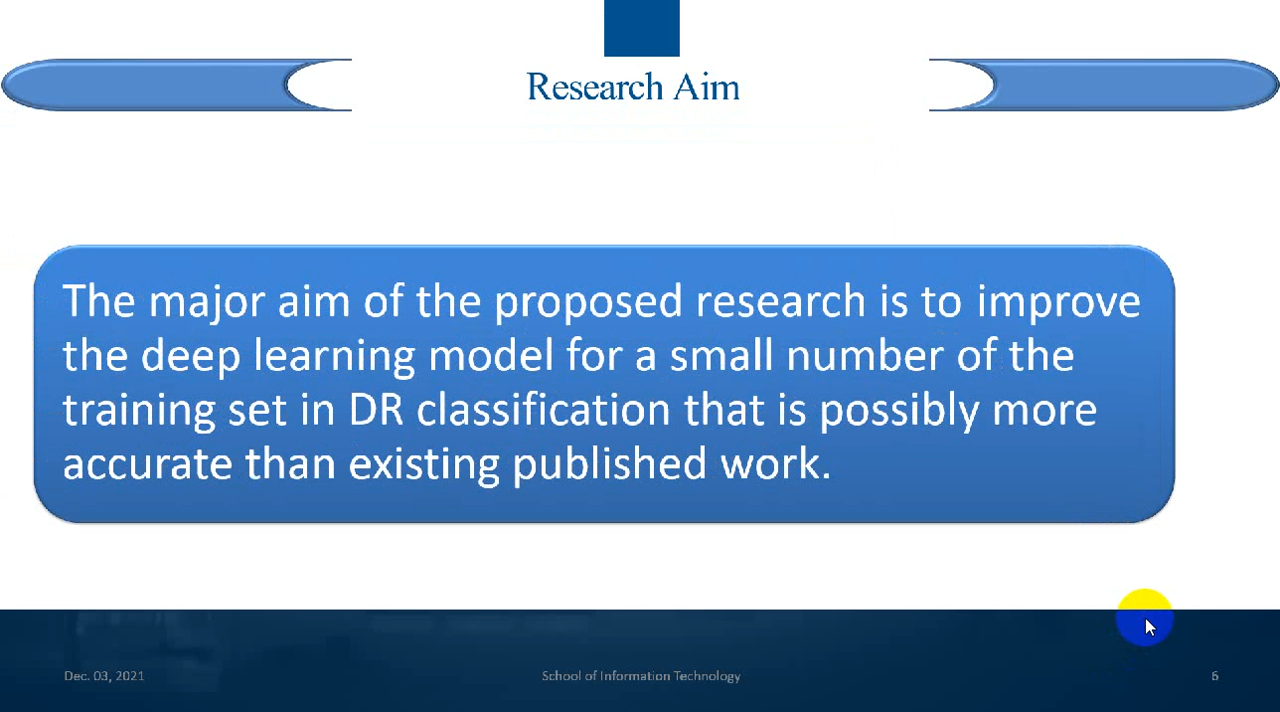 Research Aim
The major aim of the proposed research is to improve
the deep learning model for a small number of the
training set in DR classification that is possibly more
accurate than existing published work.
Dec. 03, 2021
School of Information Technology
6